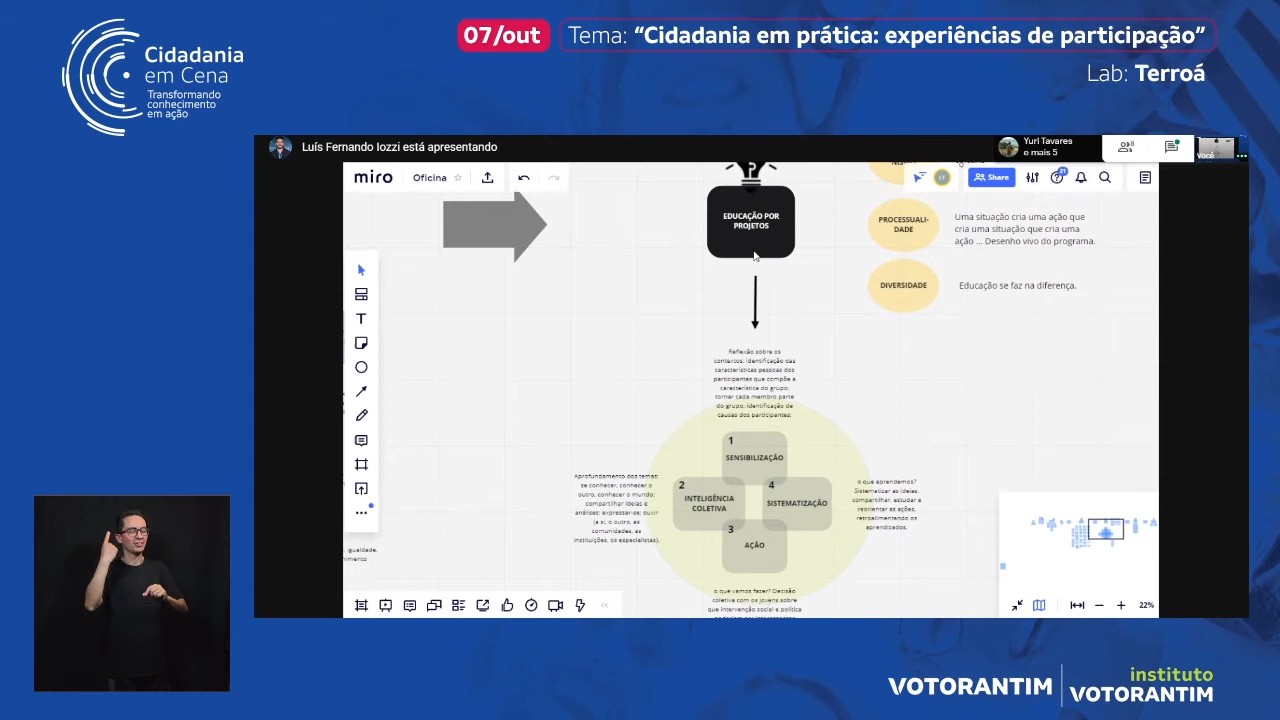 07/out
Tema: “Cidadania em prática: experiências de participação”
Lab: Terroá
Cidadania
em Cena
Transformando
conhecimento
em ação
Luís Fernando Iozzi está apresentando
Yuri Tavares
e mais 5
8
Você
miro
Oficina
Share
21
EDUCAÇÃO POR
PROJETOS
PROCESSUALI-
DADE
Uma situação cria uma ação que
cria uma situação que cria uma
ação ... Desenho vivo do programa.
DIVERSIDADE
Educação se faz na diferença.
Reflexão sobre os
contextos; identificação das
características pessoas dos
participantes que compõe a
característica do grupo;
tornar cada membro parte
do grupo; identificação de
causas dos participantes;
1
SENSIBILIZAÇÃO
2
INTELIGÊNCIA
COLETIVA
4
SISTEMATIZAÇÃO
3
AÇÃO
Aprofundamento dos temas:
se conhecer, conhecer o
outro, conhecer o mundo;
compartilhar ideias e
análises; expressar-se; ouvir
(a si, o outro, as
comunidades, as
instituições, os especialistas).
o que aprendemos?
Sistematizar as ideias,
compartilhar, estudar e
reorientar as ações,
retroalimentando os
aprendizados.
o que vamos fazer? Decisão
coletiva com os jovens sobre
que intervenção social e política
igualdade,
22%
VOTORANTIM
instituto
VOTORANTIM